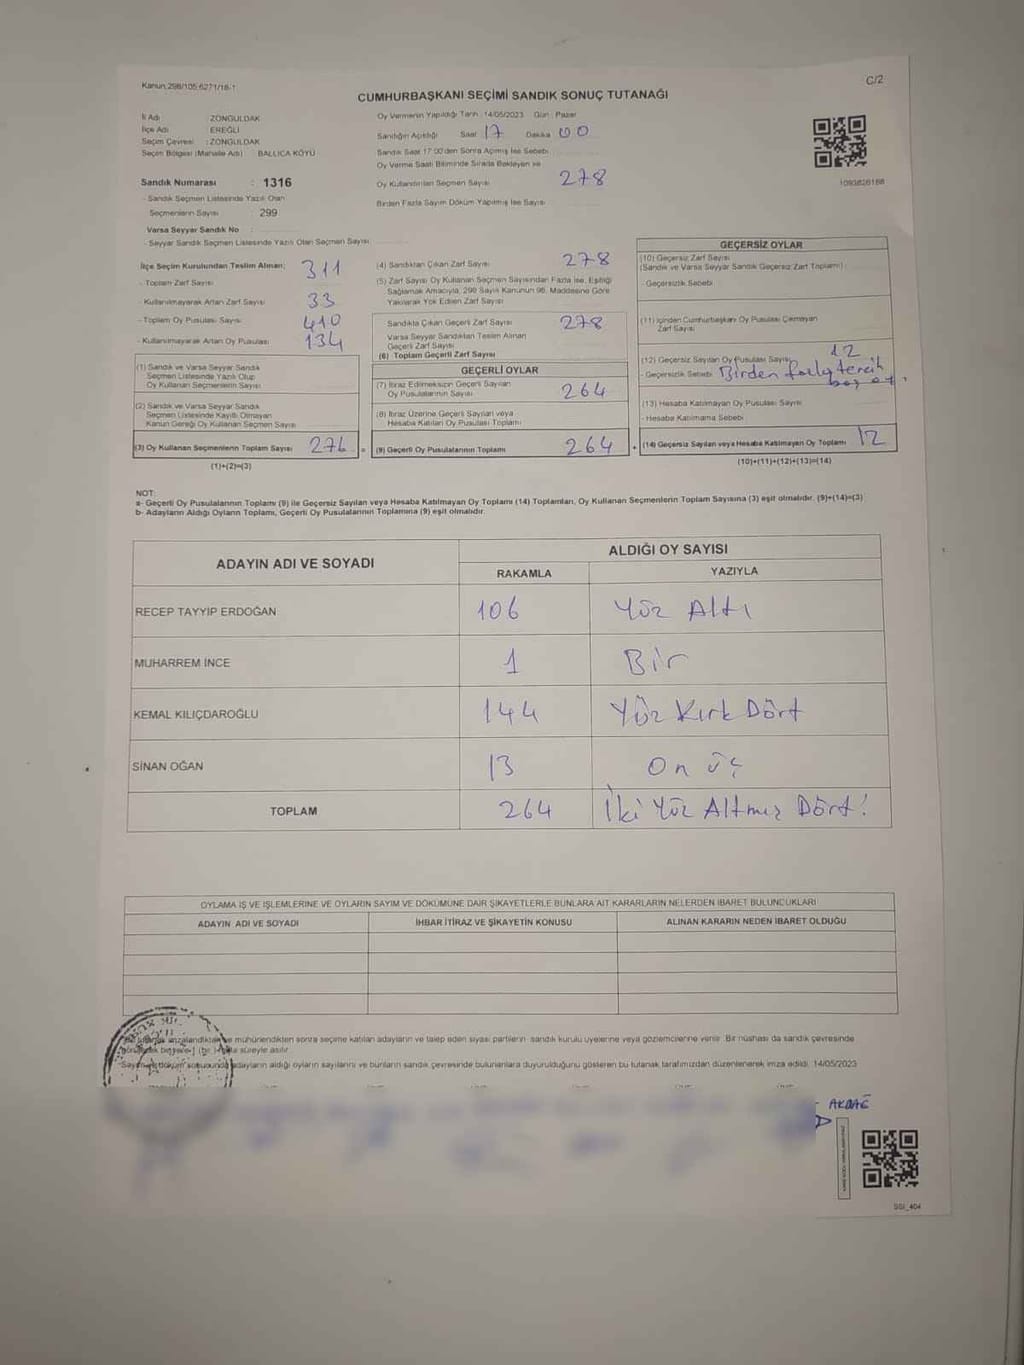 Kanun:298/105;6271/18-1
C/2
CUMHURBAŞKANI SEÇİMİ SANDIK SONUÇ TUTANAĞI
İl Adı : ZONGULDAK
İlçe Adı : EREĞLİ
Seçim Çevresi : ZONGULDAK
Seçim Bölgesi (Mahalle Adı) : BALLICA KÖYÜ
Sandık Numarası : 1316
- Sandık Seçmen Listesinde Yazılı Olan
Seçmenlerin Sayısı : 299
Varsa Seyyar Sandık No :
- Seyyar Sandık Seçmen Listesinde Yazılı Olan Seçmen Sayısı
Oy Vermenin Yapıldığı Tarih : 14/05/2023 Gün : Pazar
Sandığın Açıldığı Saat 17 Dakika 00
Sandık Saat 17:00'den Sonra Açılmış İse Sebebi
Oy Verme Saati Bitiminde Sırada Bekleyen ve
Oy Kullandırılan Seçmen Sayısı 278
Birden Fazla Sayım Döküm Yapılmış İse Sayısı
1093826188
İlçe Seçim Kurulundan Teslim Alınan; 311
- Toplam Zarf Sayısı
- Kullanılmayarak Artan Zarf Sayısı 33
- Toplam Oy Pusulası Sayısı 410
- Kullanılmayarak Artan Oy Pusulası 134
(1) Sandık ve Varsa Seyyar Sandık
Seçmen Listesinde Yazılı Olup
Oy Kullanan Seçmenlerin Sayısı
(2) Sandık ve Varsa Seyyar Sandık
Seçmen Listesinde Kayıtlı Olmayan
Kanun Gereği Oy Kullanan Seçmen Sayısı
(3) Oy Kullanan Seçmenlerin Toplam Sayısı 276
(1)+(2)=(3)
(4) Sandıktan Çıkan Zarf Sayısı 278
(5) Zarf Sayısı Oy Kullanan Seçmen Sayısından Fazla İse, Eşitliği
Sağlamak Amacıyla, 298 Sayılı Kanunun 98. Maddesine Göre
Yakılarak Yok Edilen Zarf Sayısı
Sandıkta Çıkan Geçerli Zarf Sayısı 278
Varsa Seyyar Sandıktan Teslim Alınan
Geçerli Zarf Sayısı
(6) Toplam Geçerli Zarf Sayısı
GEÇERLİ OYLAR
(7) İtiraz Edilmeksizin Geçerli Sayılan
Oy Pusulasının Sayısı 264
(8) İtiraz Üzerine Geçerli Sayılan veya
Hesaba Katılan Oy Pusulası Toplamı
= (9) Geçerli Oy Pusulalarının Toplamı 264
GEÇERSİZ OYLAR
(10) Geçersiz Zarf Sayısı
(Sandık ve Varsa Seyyar Sandık Geçersiz Zarf Toplamı)
- Geçersizlik Sebebi
(11) İçinden Cumhurbaşkanı Oy Pusulası Çıkmayan
Zarf Sayısı
(12) Geçersiz Sayılan Oy Pusulası Sayısı 12
- Geçersizlik Sebebi Birden fazla tercih
boş oy
(13) Hesaba Katılmayan Oy Pusulası Sayısı
- Hesaba Katılmama Sebebi
+ (14) Geçersiz Sayılan veya Hesaba Katılmayan Oy Toplamı 12
(10)+(11)+(12)+(13)=(14)
NOT:
a- Geçerli Oy Pusulalarının Toplamı (9) ile Geçersiz Sayılan veya Hesaba Katılmayan Oy Toplamı (14) Toplamları, Oy Kullanan Seçmenlerin Toplam Sayısına (3) eşit olmalıdır. (9)+(14)=(3)
b- Adayların Aldığı Oyların Toplamı, Geçerli Oy Pusulalarının Toplamına (9) eşit olmalıdır.
ADAYIN ADI VE SOYADI
ALDIĞI OY SAYISI
RAKAMLA YAZIYLA
RECEP TAYYİP ERDOĞAN 106 Yüz Altı
MUHARREM İNCE 1 Bir
KEMAL KILIÇDAROĞLU 144 Yüz Kırk Dört
SİNAN OĞAN 13 On üç
TOPLAM 264 İki Yüz Altmış Dört!
OYLAMA İŞ VE İŞLEMLERİNE VE OYLARIN SAYIM VE DÖKÜMÜNE DAİR ŞİKAYETLERLE BUNLARA AİT KARARLARIN NELERDEN İBARET BULUNDUKLARI
ADAYIN ADI VE SOYADI İHBAR İTİRAZ VE ŞİKAYETİN KONUSU ALINAN KARARIN NEDEN İBARET OLDUĞU
mühürlendikten sonra seçime katılan adayların ve talep eden siyasi partilerin sandık kurulu üyelerine veya gözlemcilerine verilir. Bir nüshası da sandık çevresinde
süreyle asılır.
adayların aldığı oyların sayılarını ve bunların sandık çevresinde bulunanlara duyurulduğunu gösteren bu tutanak tarafımızdan düzenlenerek imza edildi. 14/05/2023
AKDAĞ
SSI_404